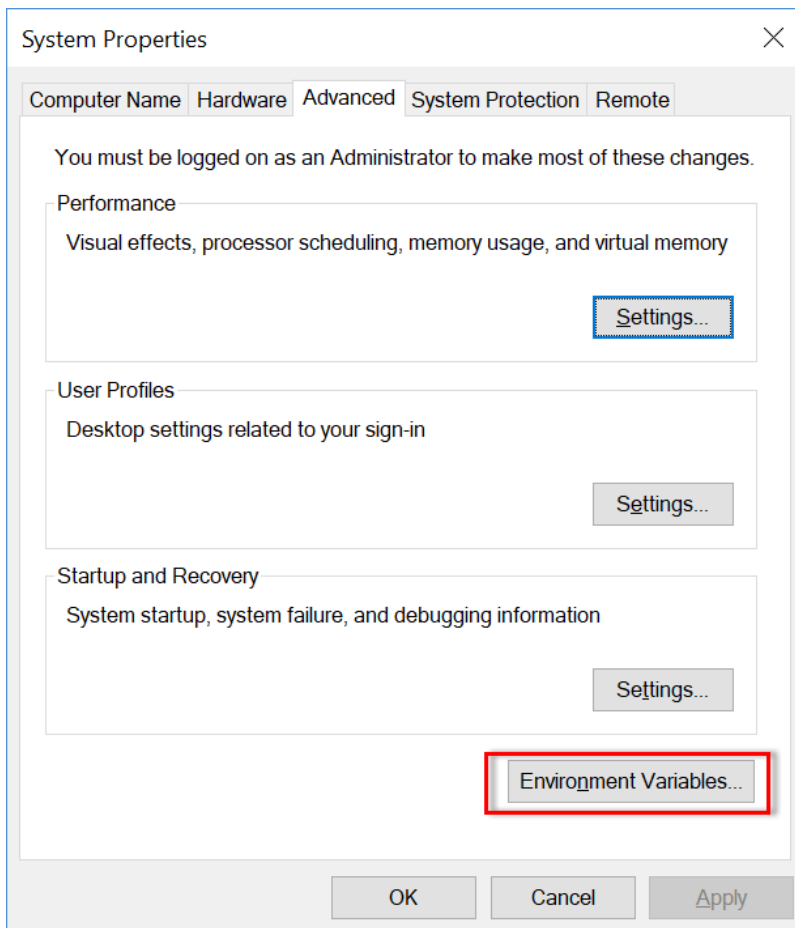 System Properties
Computer Name Hardware Advanced System Protection Remote
You must be logged on as an Administrator to make most of these changes.
Performance
Visual effects, processor scheduling, memory usage, and virtual memory
Settings...
User Profiles
Desktop settings related to your sign-in
Settings...
Startup and Recovery
System startup, system failure, and debugging information
Settings...
Environment Variables...
OK Cancel Apply